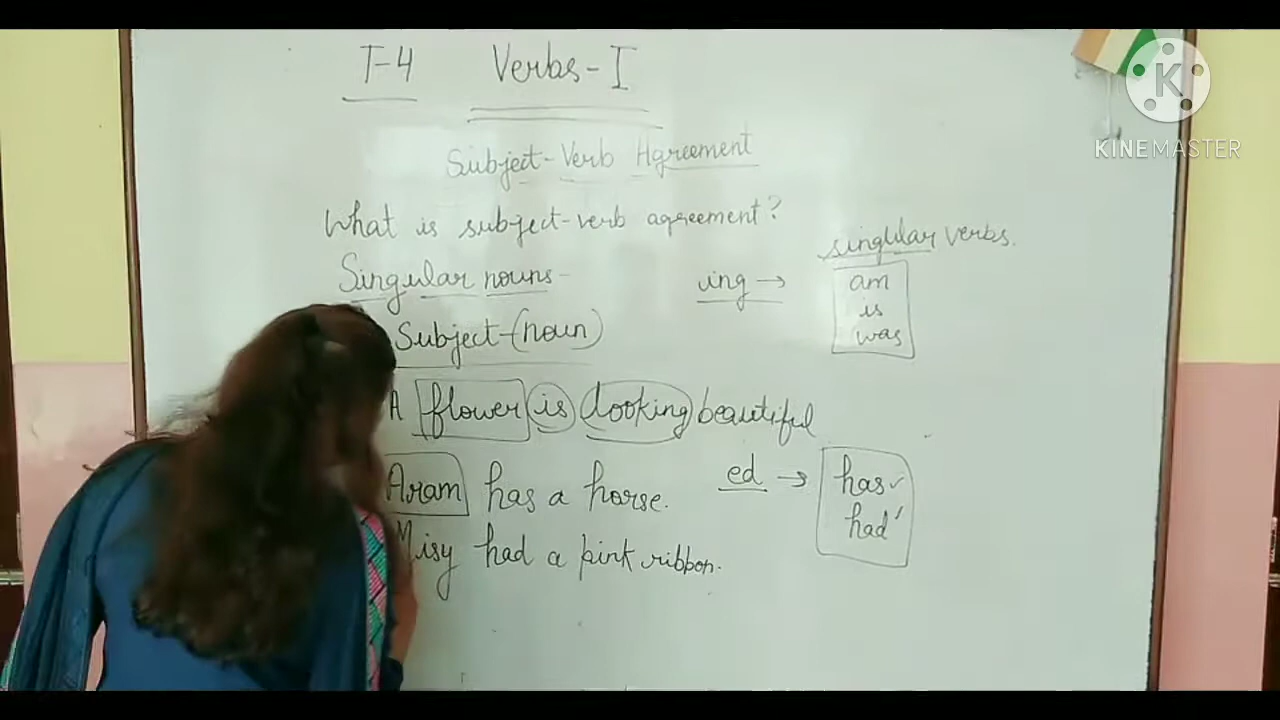 T-4 Verbs-I
Subject-Verb Agreement
What is subject-verb agreement?
singular verbs.
Singular nouns-
ing →
am
is
was
Subject-(noun)
A flower is looking beautiful
Aram has a horse.
ed →
has
had
Misy had a pink ribbon.
K
KINEMASTER